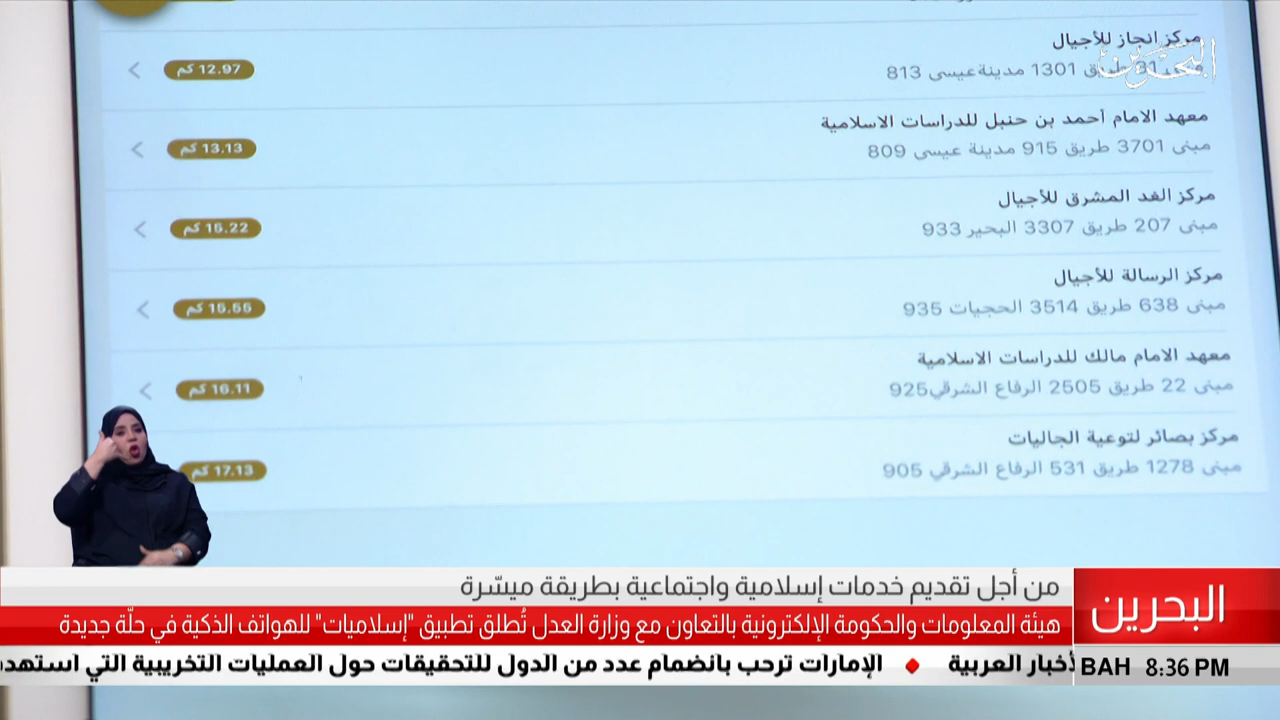 مركز انجاز للأجيال
طريق 1301 مدينة عيسى 813
12.97 كم
البحرين
معهد الامام أحمد بن حنبل للدراسات الاسلامية
مبنى 3701 طريق 915 مدينة عيسى 809
13.13 كم
مركز الغد المشرق للأجيال
مبنى 207 طريق 3307 البحير 933
15.22 كم
مركز الرسالة للأجيال
مبنى 638 طريق 3514 الحجيات 935
15.55 كم
معهد الامام مالك للدراسات الاسلامية
مبنى 22 طريق 2505 الرفاع الشرقي925
16.11 كم
مركز بصائر لتوعية الجاليات
مبنى 1278 طريق 531 الرفاع الشرقي 905
17.13 كم
من أجل تقديم خدمات إسلامية واجتماعية بطريقة ميسّرة
البحرين
هيئة المعلومات والحكومة الإلكترونية بالتعاون مع وزارة العدل تُطلق تطبيق "إسلاميات" للهواتف الذكية في حلّة جديدة
BAH 8:36 PM
أخبار العربية ♦ الإمارات ترحب بانضمام عدد من الدول للتحقيقات حول العمليات التخريبية التي استهد